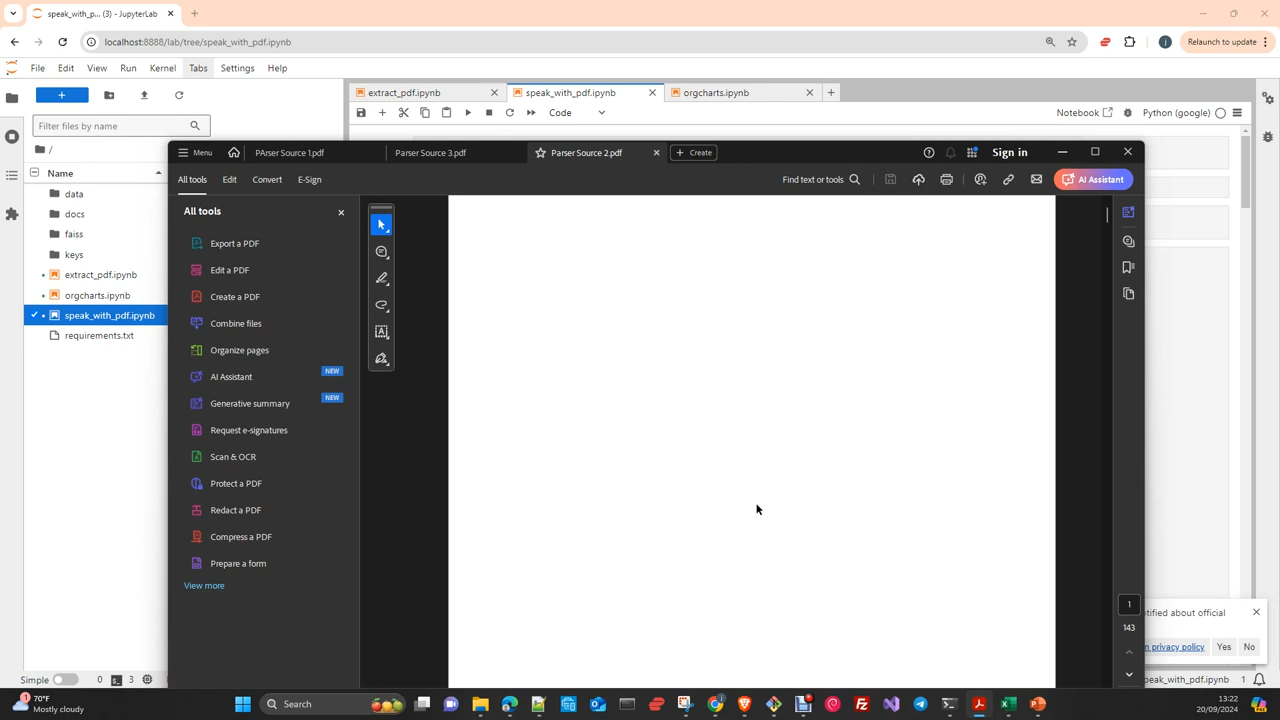 speak_with_p... (3) - JupyterLab
localhost:8888/lab/tree/speak_with_pdf.ipynb
Relaunch to update
File Edit View Run Kernel Tabs Settings Help
extract_pdf.ipynb speak_with_pdf.ipynb orgcharts.ipynb
Code
Notebook
Python (google)
Filter files by name
/
Name
data
docs
faiss
keys
extract_pdf.ipynb
orgcharts.ipynb
speak_with_pdf.ipynb
requirements.txt
Menu
PArser Source 1.pdf
Parser Source 3.pdf
Parser Source 2.pdf
Create
Sign in
All tools Edit Convert E-Sign
Find text or tools
AI Assistant
All tools
Export a PDF
Edit a PDF
Create a PDF
Combine files
Organize pages
AI Assistant NEW
Generative summary NEW
Request e-signatures
Scan & OCR
Protect a PDF
Redact a PDF
Compress a PDF
Prepare a form
View more
1
143
tified about official
n privacy policy Yes No
Simple 0 3
speak_with_pdf.ipynb 1
1
70°F
Mostly cloudy
Search
13:22
20/09/2024